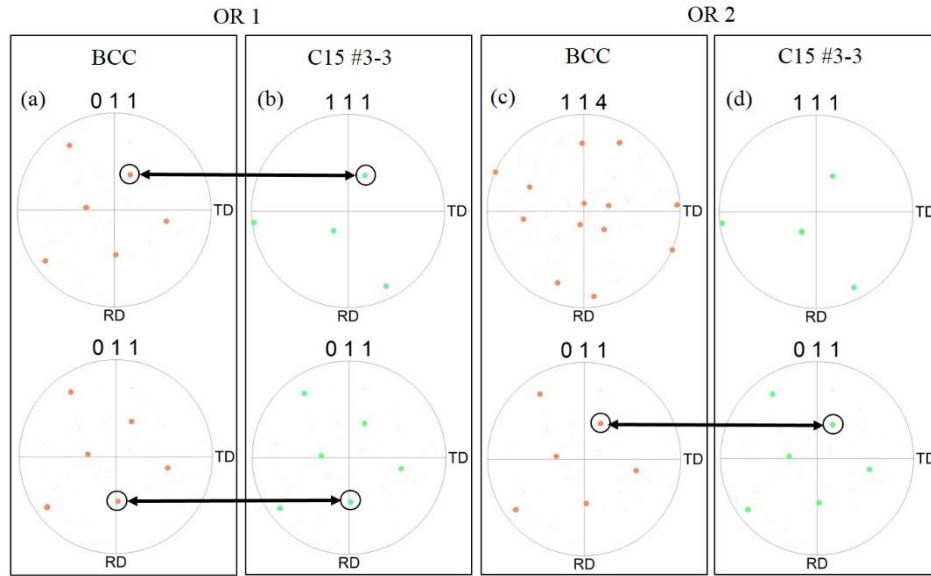 OR 1
OR 2
BCC
C15 #3-3
BCC
C15 #3-3
(a)
0 1 1
(b)
1 1 1
(c)
1 1 4
(d)
1 1 1
TD
TD
TD
TD
RD
RD
RD
RD
0 1 1
0 1 1
0 1 1
0 1 1
TD
TD
TD
TD
RD
RD
RD
RD